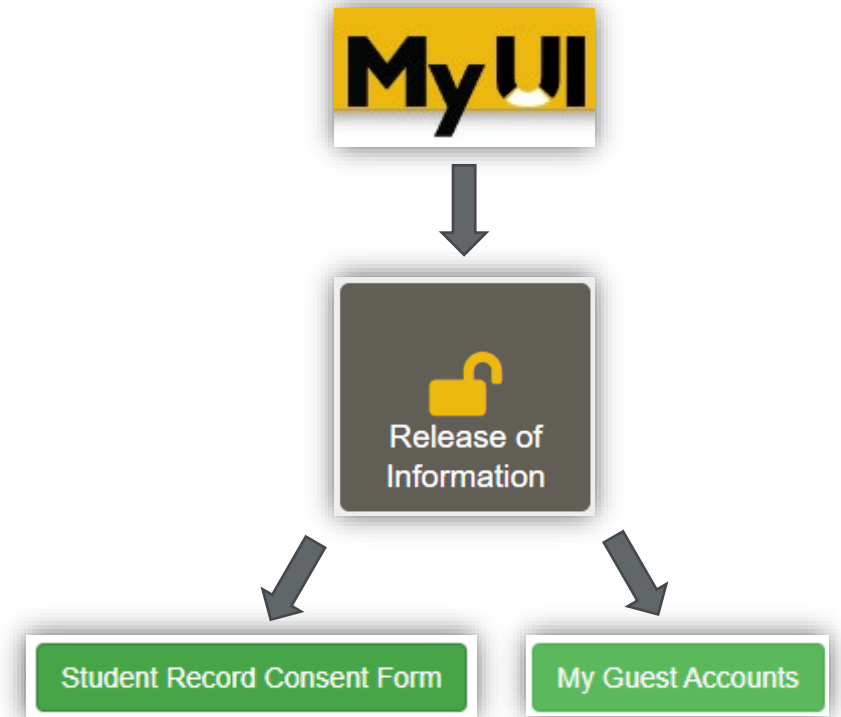 MyUI
Release of
Information
Student Record Consent Form
My Guest Accounts